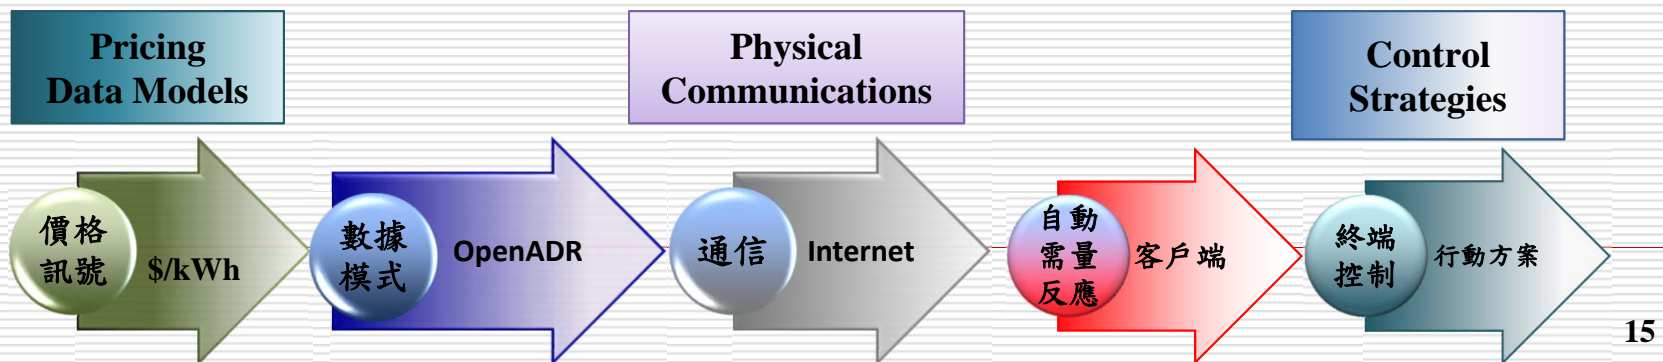 Pricing
Data Models
Physical
Communications
Control
Strategies
價格
訊號
$/kWh
數據
模式
OpenADR
通信
Internet
自動
需量
反應
客戶端
終端
控制
行動方案
15